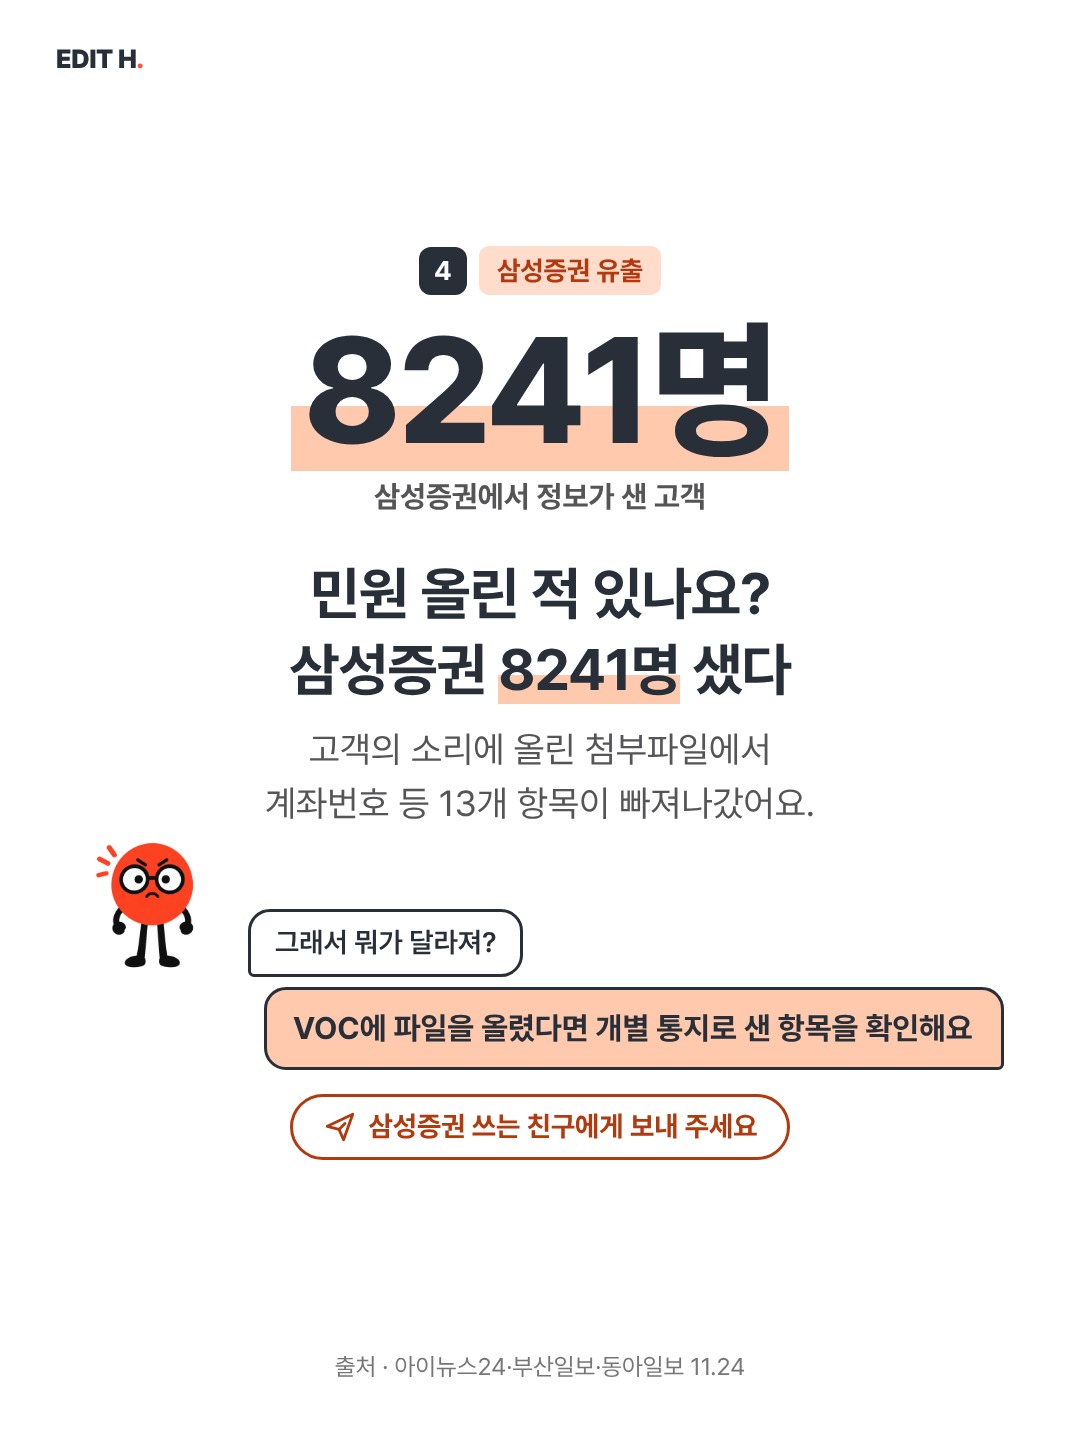 EDIT H.
4 삼성증권 유출
8241명
삼성증권에서 정보가 샌 고객
민원 올린 적 있나요?
삼성증권 8241명 샜다
고객의 소리에 올린 첨부파일에서
계좌번호 등 13개 항목이 빠져나갔어요.
그래서 뭐가 달라져?
VOC에 파일을 올렸다면 개별 통지로 샌 항목을 확인해요
삼성증권 쓰는 친구에게 보내 주세요
출처 · 아이뉴스24·부산일보·동아일보 11.24